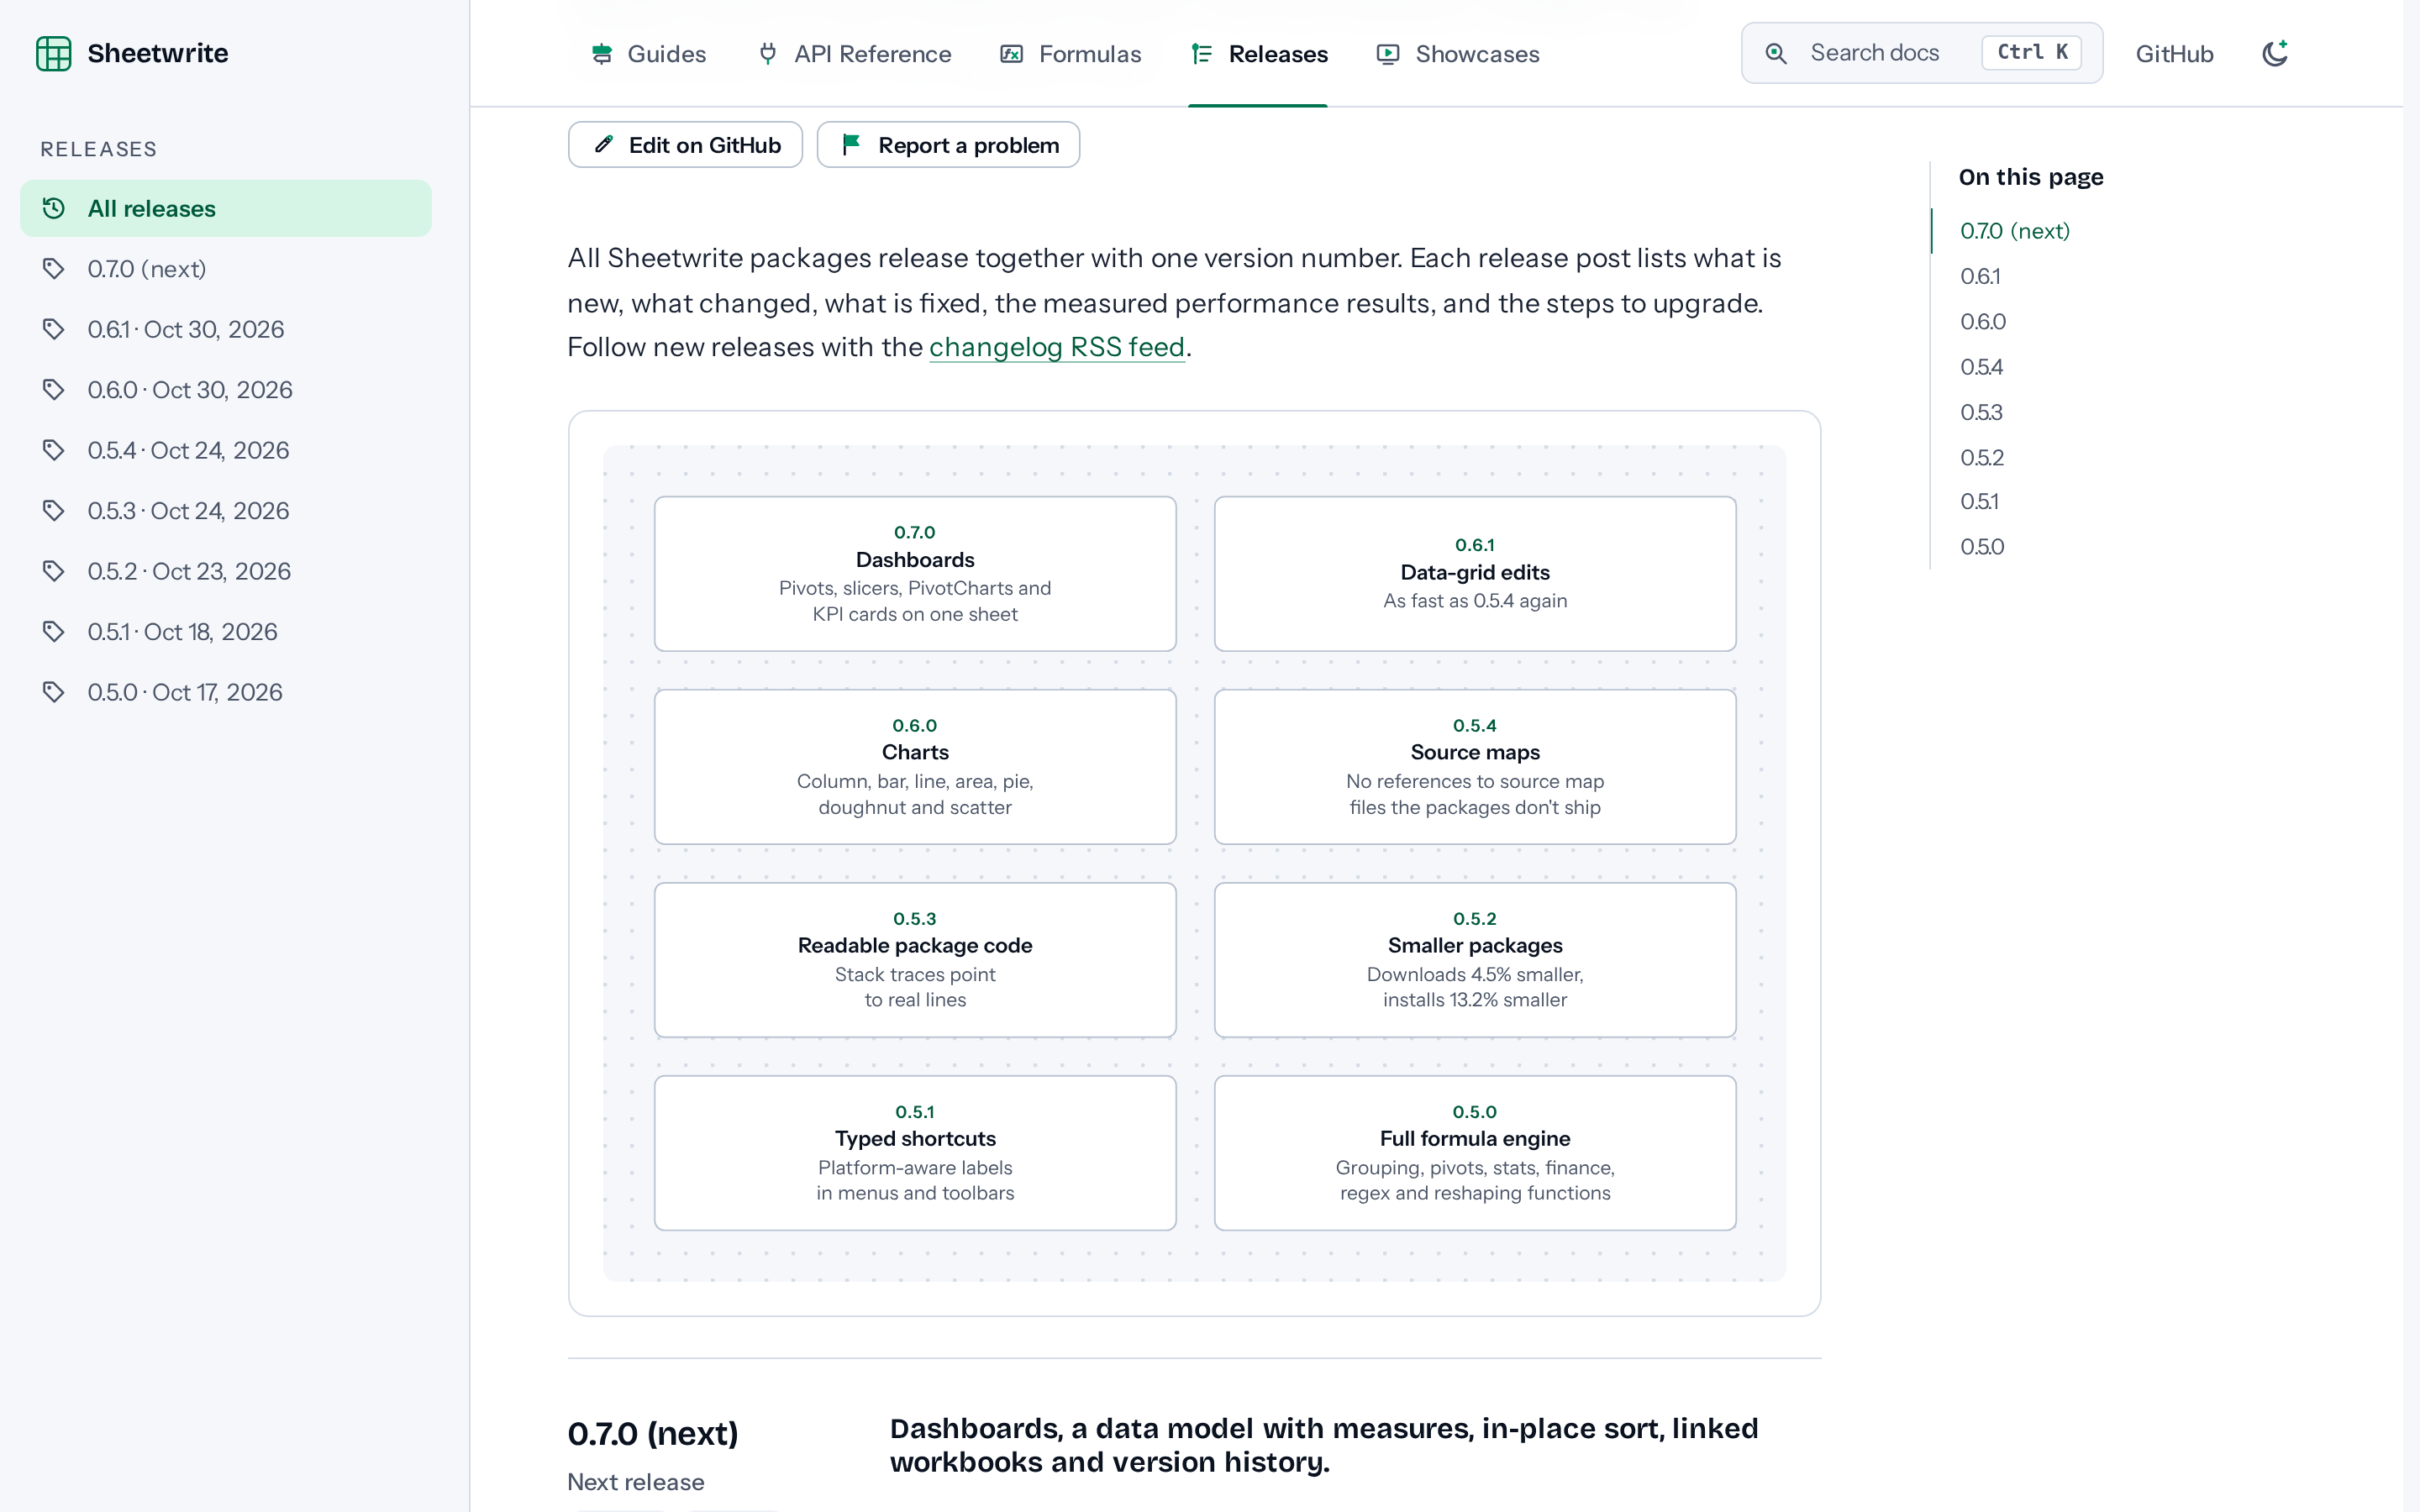 Sheetwrite
Guides
API Reference
Formulas
Releases
Showcases
Search docs
Ctrl K
GitHub
RELEASES
All releases
0.7.0 (next)
0.6.1 · Oct 30, 2026
0.6.0 · Oct 30, 2026
0.5.4 · Oct 24, 2026
0.5.3 · Oct 24, 2026
0.5.2 · Oct 23, 2026
0.5.1 · Oct 18, 2026
0.5.0 · Oct 17, 2026
Edit on GitHub
Report a problem
All Sheetwrite packages release together with one version number. Each release post lists what is
new, what changed, what is fixed, the measured performance results, and the steps to upgrade.
Follow new releases with the changelog RSS feed.
0.7.0
Dashboards
Pivots, slicers, PivotCharts and
KPI cards on one sheet
0.6.1
Data-grid edits
As fast as 0.5.4 again
0.6.0
Charts
Column, bar, line, area, pie,
doughnut and scatter
0.5.4
Source maps
No references to source map
files the packages don't ship
0.5.3
Readable package code
Stack traces point
to real lines
0.5.2
Smaller packages
Downloads 4.5% smaller,
installs 13.2% smaller
0.5.1
Typed shortcuts
Platform-aware labels
in menus and toolbars
0.5.0
Full formula engine
Grouping, pivots, stats, finance,
regex and reshaping functions
0.7.0 (next)
Next release
Dashboards, a data model with measures, in-place sort, linked
workbooks and version history.
On this page
0.7.0 (next)
0.6.1
0.6.0
0.5.4
0.5.3
0.5.2
0.5.1
0.5.0